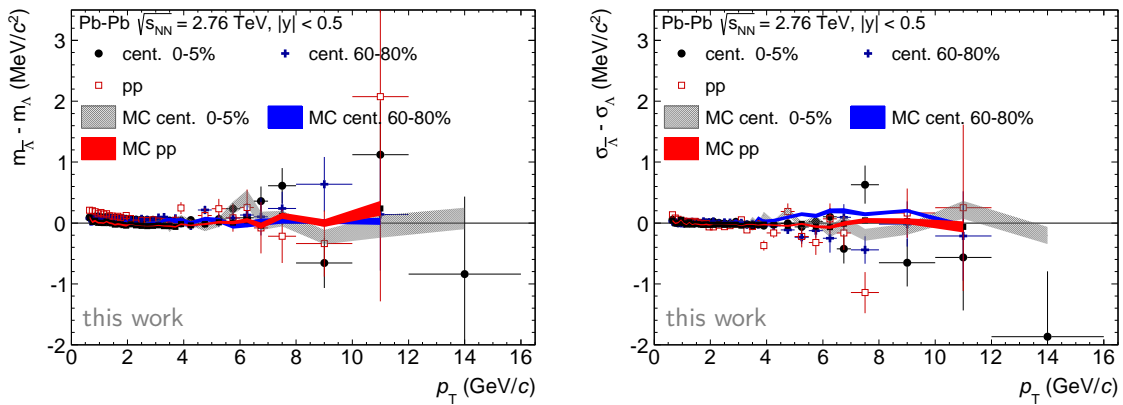 Pb-Pb √s_NN = 2.76 TeV, |y| < 0.5
cent. 0-5%
cent. 60-80%
pp
MC cent. 0-5%
MC cent. 60-80%
MC pp
m_Λ̅ - m_Λ (MeV/c²)
3
2
1
0
-1
-2
this work
0 2 4 6 8 10 12 14 16
p_T (GeV/c)
Pb-Pb √s_NN = 2.76 TeV, |y| < 0.5
cent. 0-5%
cent. 60-80%
pp
MC cent. 0-5%
MC cent. 60-80%
MC pp
σ_Λ̅ - σ_Λ (MeV/c²)
3
2
1
0
-1
-2
this work
0 2 4 6 8 10 12 14 16
p_T (GeV/c)